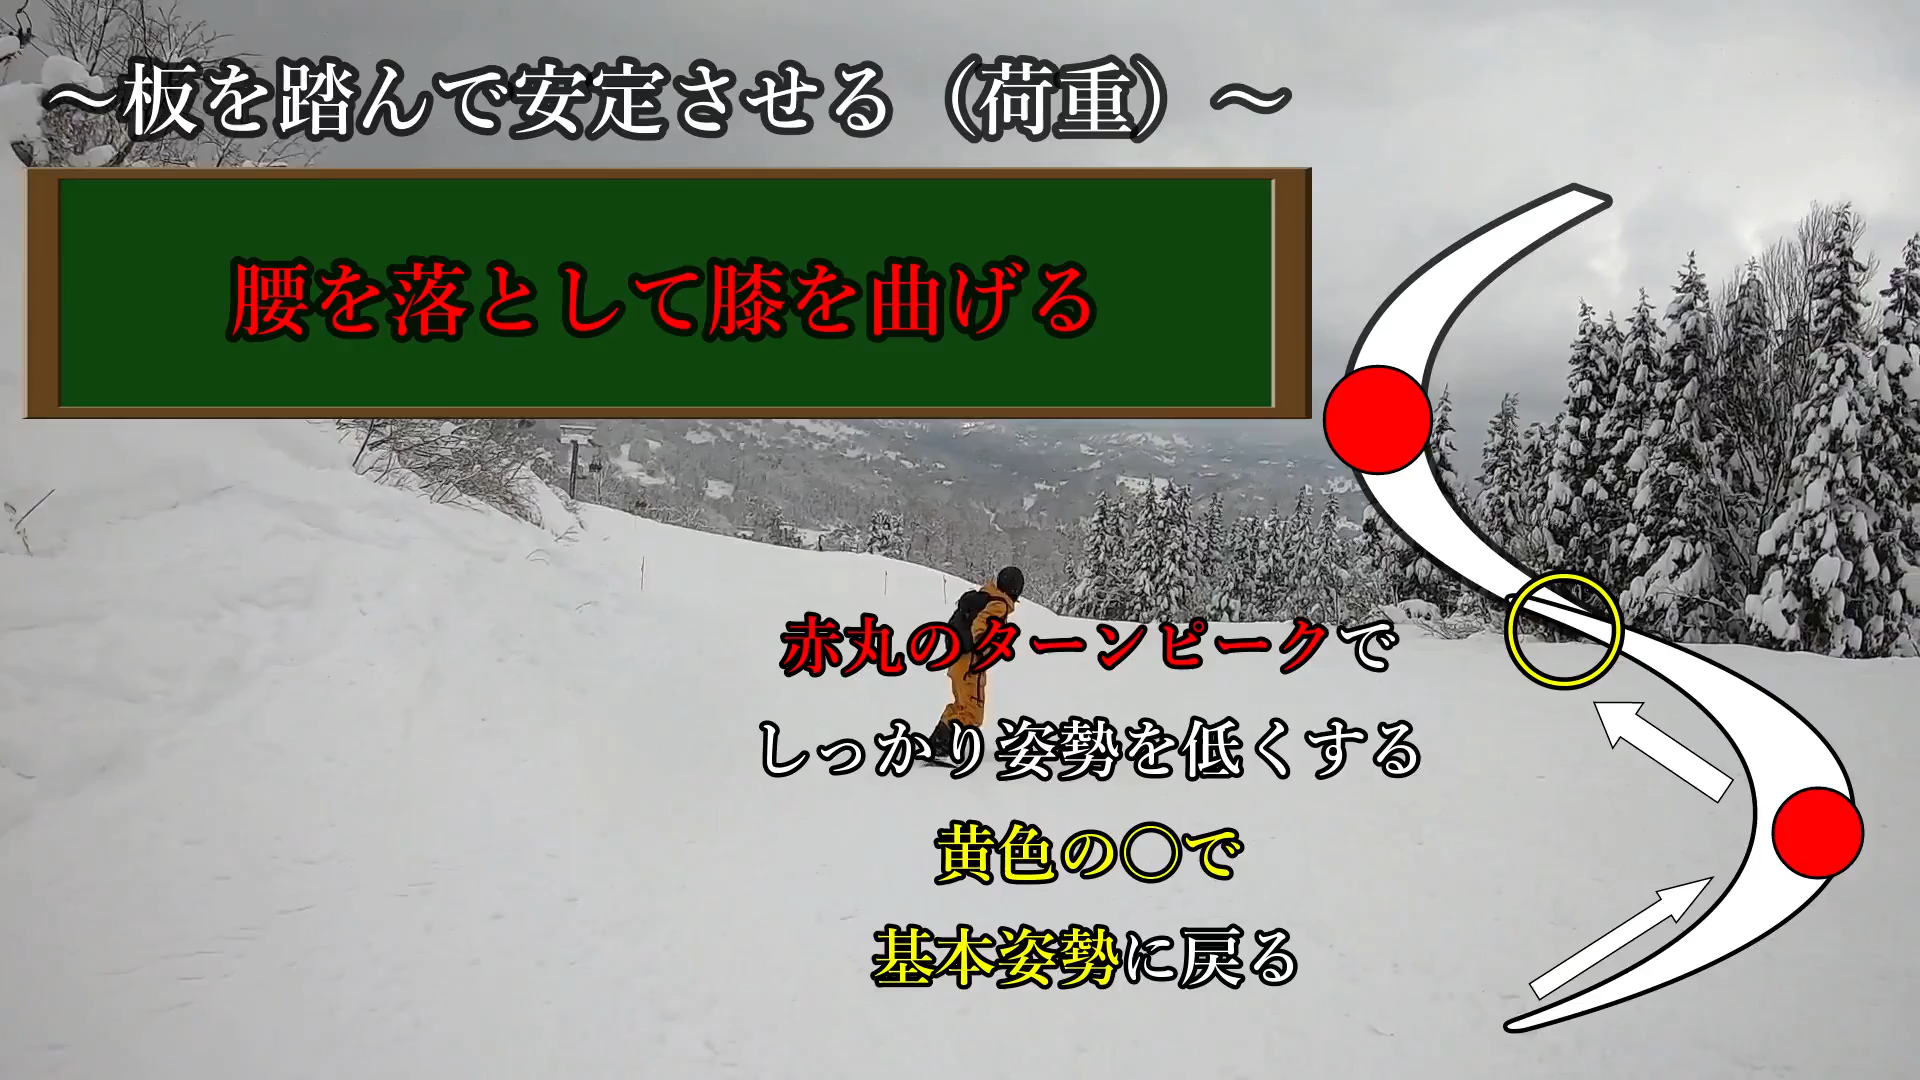 ～板を踏んで安定させる（荷重）～
腰を落として膝を曲げる
赤丸のターンピークで
しっかり姿勢を低くする
黄色の〇で
基本姿勢に戻る